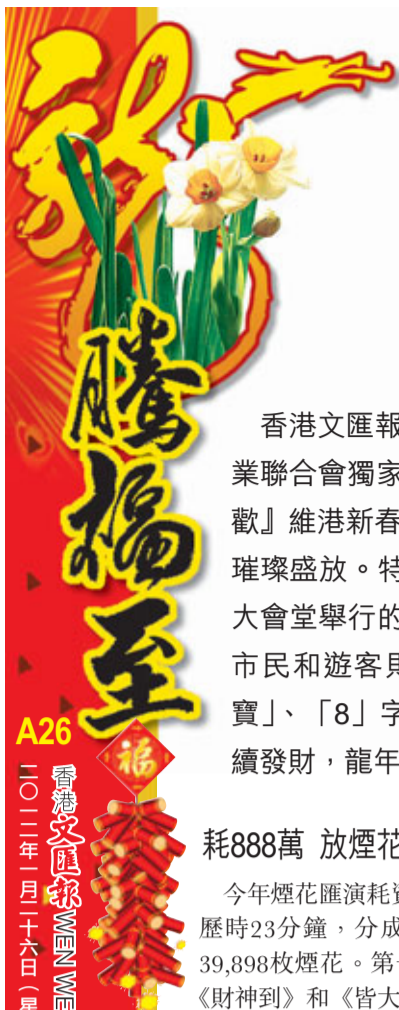 龍
騰
福
至
A26
福
香港文匯報 WEN WE
二〇一二年一月二十六日（星
香港文匯報
業聯合會獨家
歡』維港新春
璀璨盛放。特
大會堂舉行的
市民和遊客則
寶」、「8」字
續發財，龍年
耗888萬 放煙花
今年煙花匯演耗資
歷時23分鐘，分成
39,898枚煙花。第一
《財神到》和《皆大